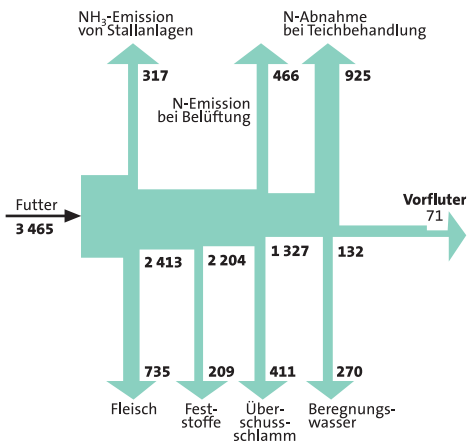 NH₃-Emission
von Stallanlagen
N-Abnahme
bei Teichbehandlung
317
466
925
N-Emission
bei Belüftung
Futter
3 465
Vorfluter
71
2 413
2 204
1 327
132
735
209
411
270
Fleisch
Fest-
stoffe
Über-
schuss-
schlamm
Beregnungs-
wasser